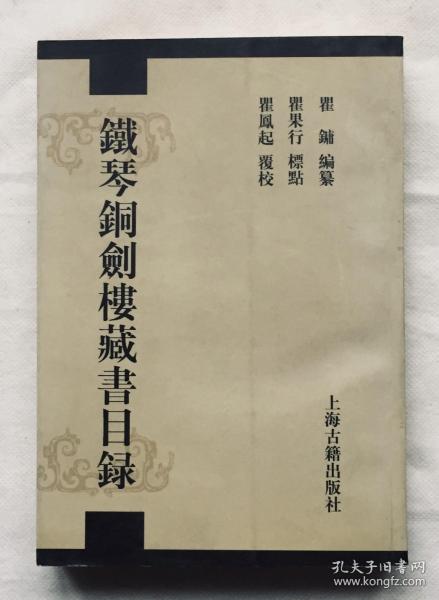 瞿鏞 編纂
瞿果行 標點
瞿鳳起 覆校
鐵琴銅劍樓藏書目録
上海古籍出版社
孔夫子旧书网
www.kongfz.com